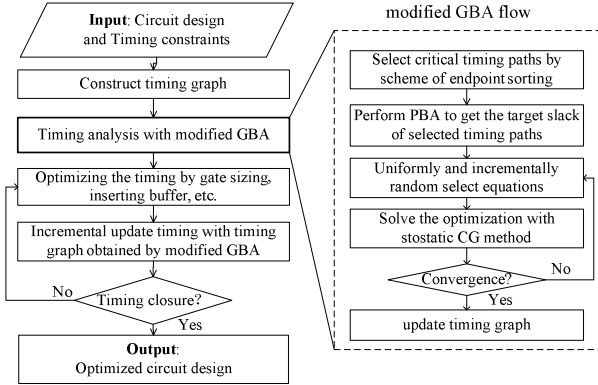 Input: Circuit design
and Timing constraints
Construct timing graph
Timing analysis with modified GBA
Optimizing the timing by gate sizing,
inserting buffer, etc.
Incremental update timing with timing
graph obtained by modified GBA
No
Timing closure?
Yes
Output:
Optimized circuit design
modified GBA flow
Select critical timing paths by
scheme of endpoint sorting
Perform PBA to get the target slack
of selected timing paths
Uniformly and incrementally
random select equations
Solve the optimization with
stostatic CG method
Convergence?
No
Yes
update timing graph